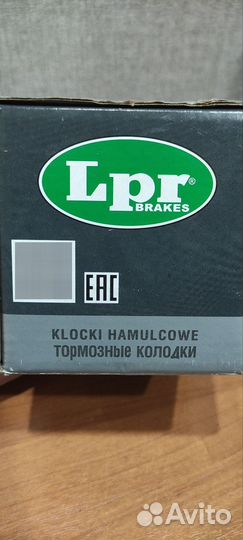 Lpr®
BRAKES
EAC
KLOCKI HAMULCOWE
ТОРМОЗНЫЕ КОЛОДКИ
Avito